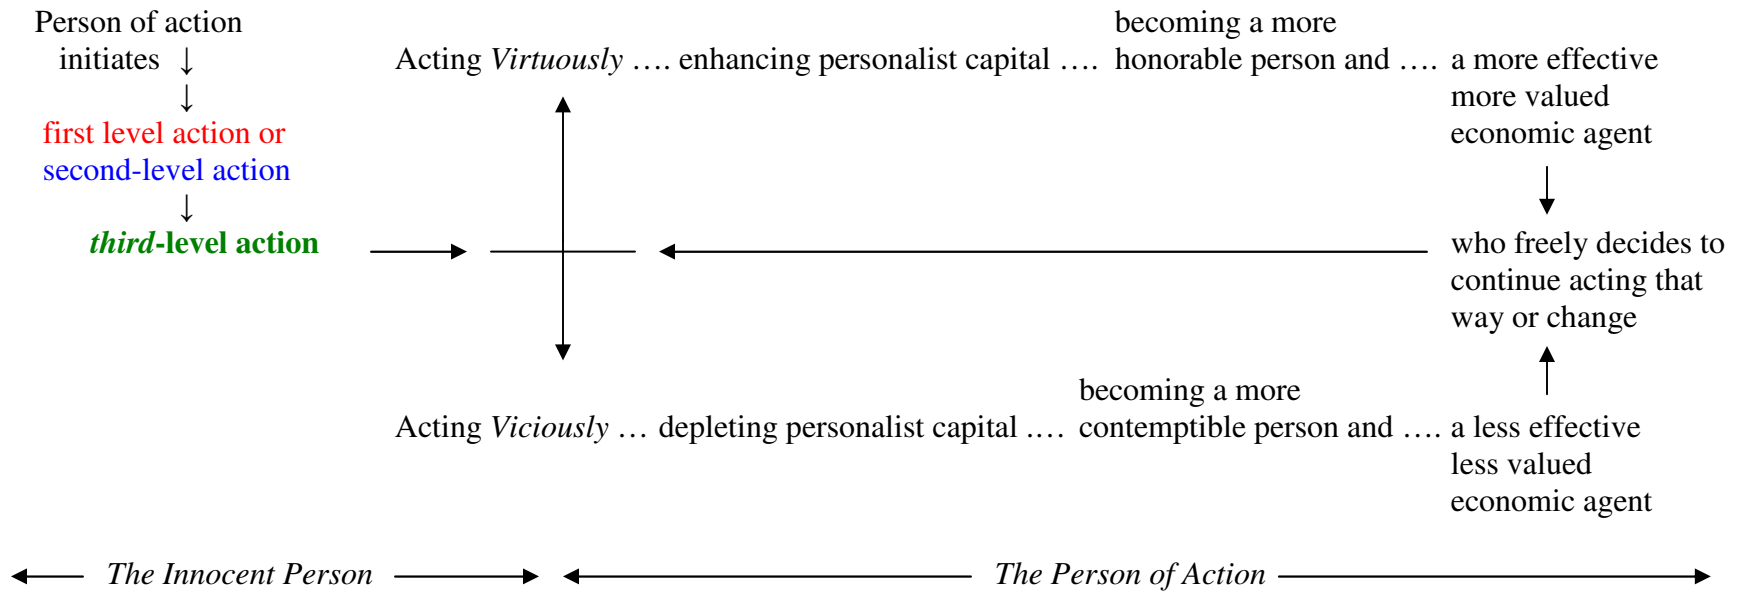 Person of action
initiates ↓
↓
first level action or
second-level action
↓
third-level action
becoming a more
Acting Virtuously …. enhancing personalist capital …. honorable person and …. a more effective
more valued
economic agent
who freely decides to
continue acting that
way or change
becoming a more
Acting Viciously … depleting personalist capital .… contemptible person and …. a less effective
less valued
economic agent
The Innocent Person
The Person of Action